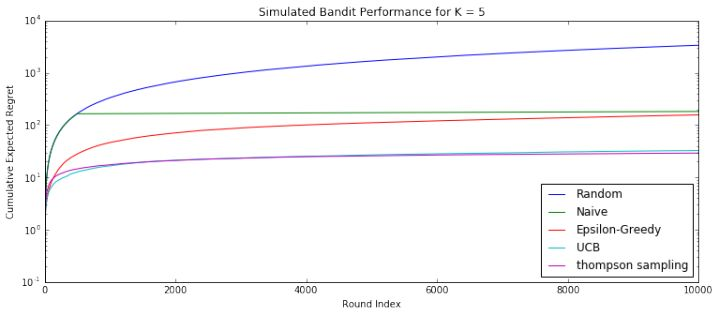 Simulated Bandit Performance for K = 5
10^4
10^3
10^2
10^1
10^0
10^-1
Cumulative Expected Regret
0
2000
4000
6000
8000
10000
Round Index
Random
Naive
Epsilon-Greedy
UCB
thompson sampling